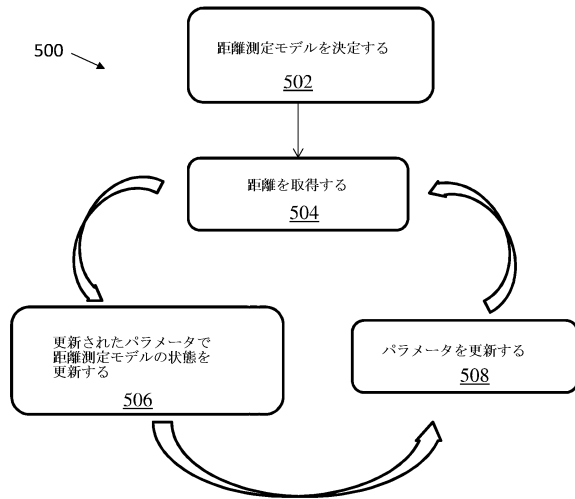 500
距離測定モデルを決定する
502
距離を取得する
504
更新されたパラメータで
距離測定モデルの状態を
更新する
506
パラメータを更新する
508